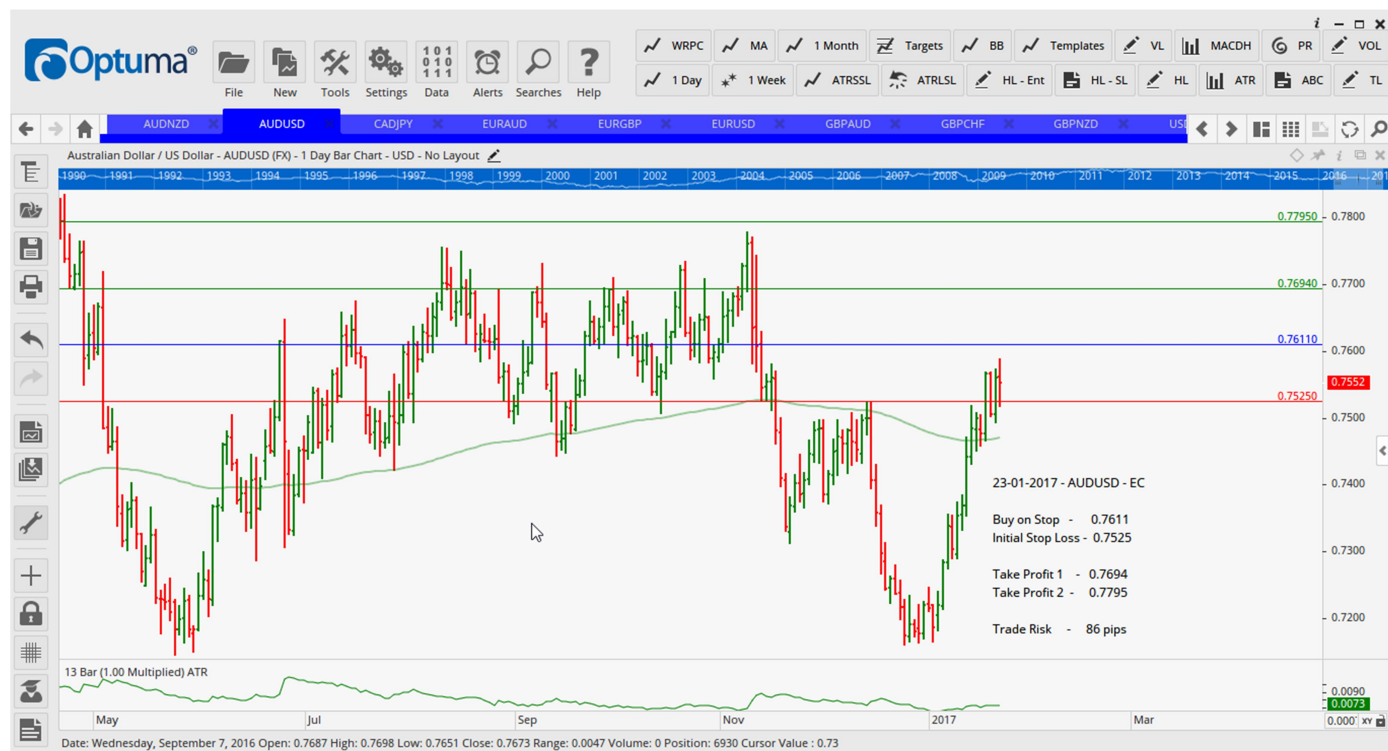 Optuma®
File New Tools Settings Data Alerts Searches Help
101
010
111
WRPC MA 1 Month Targets BB Templates VL MACDH PR VOL
1 Day 1 Week ATRSSL ATRLSL HL - Ent HL - SL HL ATR ABC TL
AUDNZD AUDUSD CADJPY EURAUD EURGBP EURUSD GBPAUD GBPCHF GBPNZD
Australian Dollar / US Dollar - AUDUSD (FX) - 1 Day Bar Chart - USD - No Layout
1990 1991 1992 1993 1994 1995 1996 1997 1998 1999 2000 2001 2002 2003 2004 2005 2006 2007 2008 2009 2010 2011 2012 2013 2014 2015 2016 201
0.77950
0.7800
0.76940
0.7700
0.76110
0.7600
0.7552
0.75250
0.7500
0.7400
0.7300
0.7200
23-01-2017 - AUDUSD - EC
Buy on Stop - 0.7611
Initial Stop Loss - 0.7525
Take Profit 1 - 0.7694
Take Profit 2 - 0.7795
Trade Risk - 86 pips
13 Bar (1.00 Multiplied) ATR
0.0090
0.0073
May Jul Sep Nov 2017 Mar
XY
Date: Wednesday, September 7, 2016 Open: 0.7687 High: 0.7698 Low: 0.7651 Close: 0.7673 Range: 0.0047 Volume: 0 Position: 6930 Cursor Value : 0.73